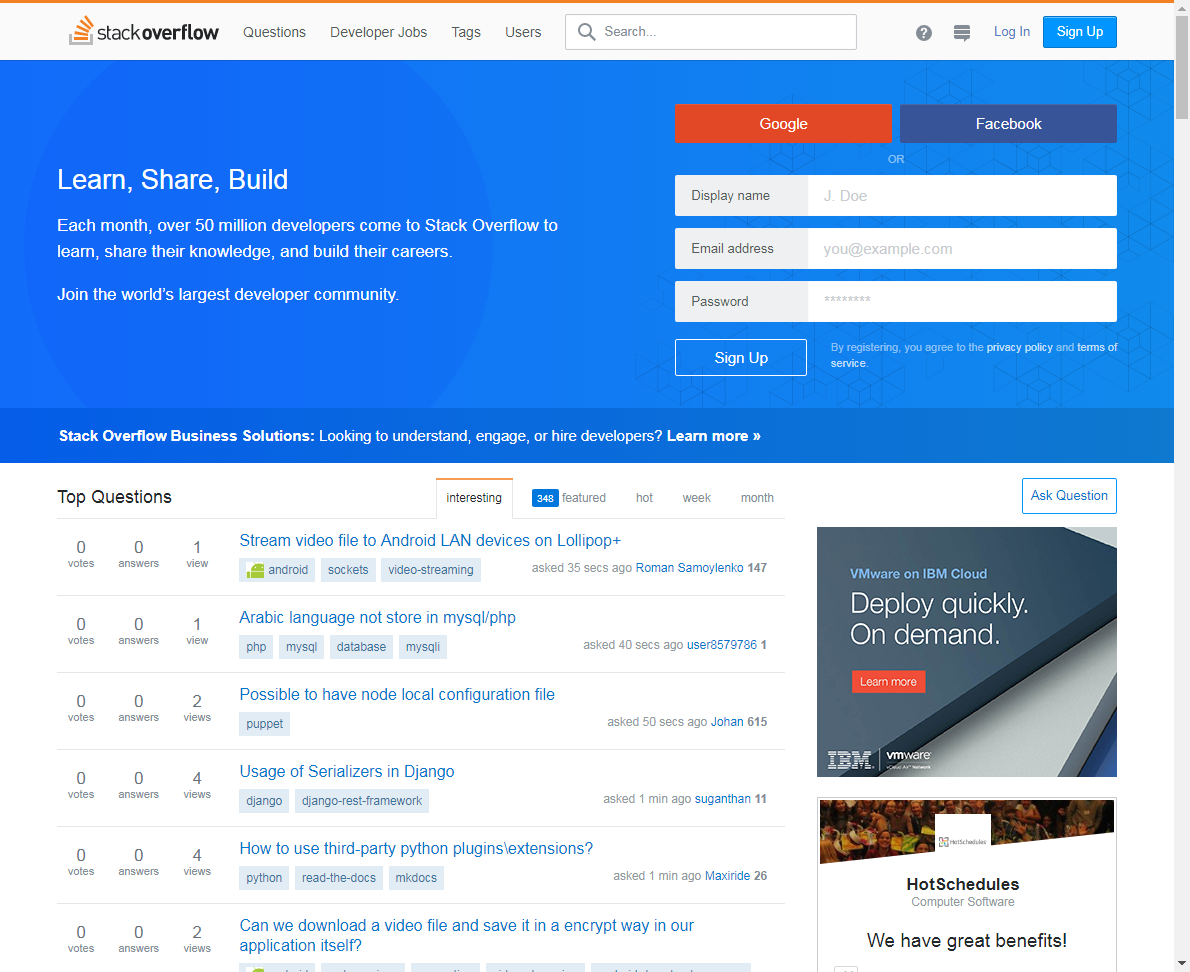 stack overflow
Questions
Developer Jobs
Tags
Users
Search...
?
Log In
Sign Up
Learn, Share, Build
Each month, over 50 million developers come to Stack Overflow to
learn, share their knowledge, and build their careers.
Join the world's largest developer community.
Google
Facebook
OR
Display name
J. Doe
Email address
you@example.com
Password
********
Sign Up
By registering, you agree to the privacy policy and terms of
service.
Stack Overflow Business Solutions: Looking to understand, engage, or hire developers? Learn more »
Top Questions
interesting
348 featured
hot
week
month
Ask Question
0 votes
0 answers
1 view
Stream video file to Android LAN devices on Lollipop+
android sockets video-streaming
asked 35 secs ago Roman Samoylenko 147
0 votes
0 answers
1 view
Arabic language not store in mysql/php
php mysql database mysqli
asked 40 secs ago user8579786 1
0 votes
0 answers
2 views
Possible to have node local configuration file
puppet
asked 50 secs ago Johan 615
0 votes
0 answers
4 views
Usage of Serializers in Django
django django-rest-framework
asked 1 min ago suganthan 11
0 votes
0 answers
4 views
How to use third-party python plugins\extensions?
python read-the-docs mkdocs
asked 1 min ago Maxiride 26
0 votes
0 answers
2 views
Can we download a video file and save it in a encrypt way in our
application itself?
VMware on IBM Cloud
Deploy quickly.
On demand.
Learn more
IBM
vmware
vCloud Air Network
HotSchedules
HotSchedules
Computer Software
We have great benefits!